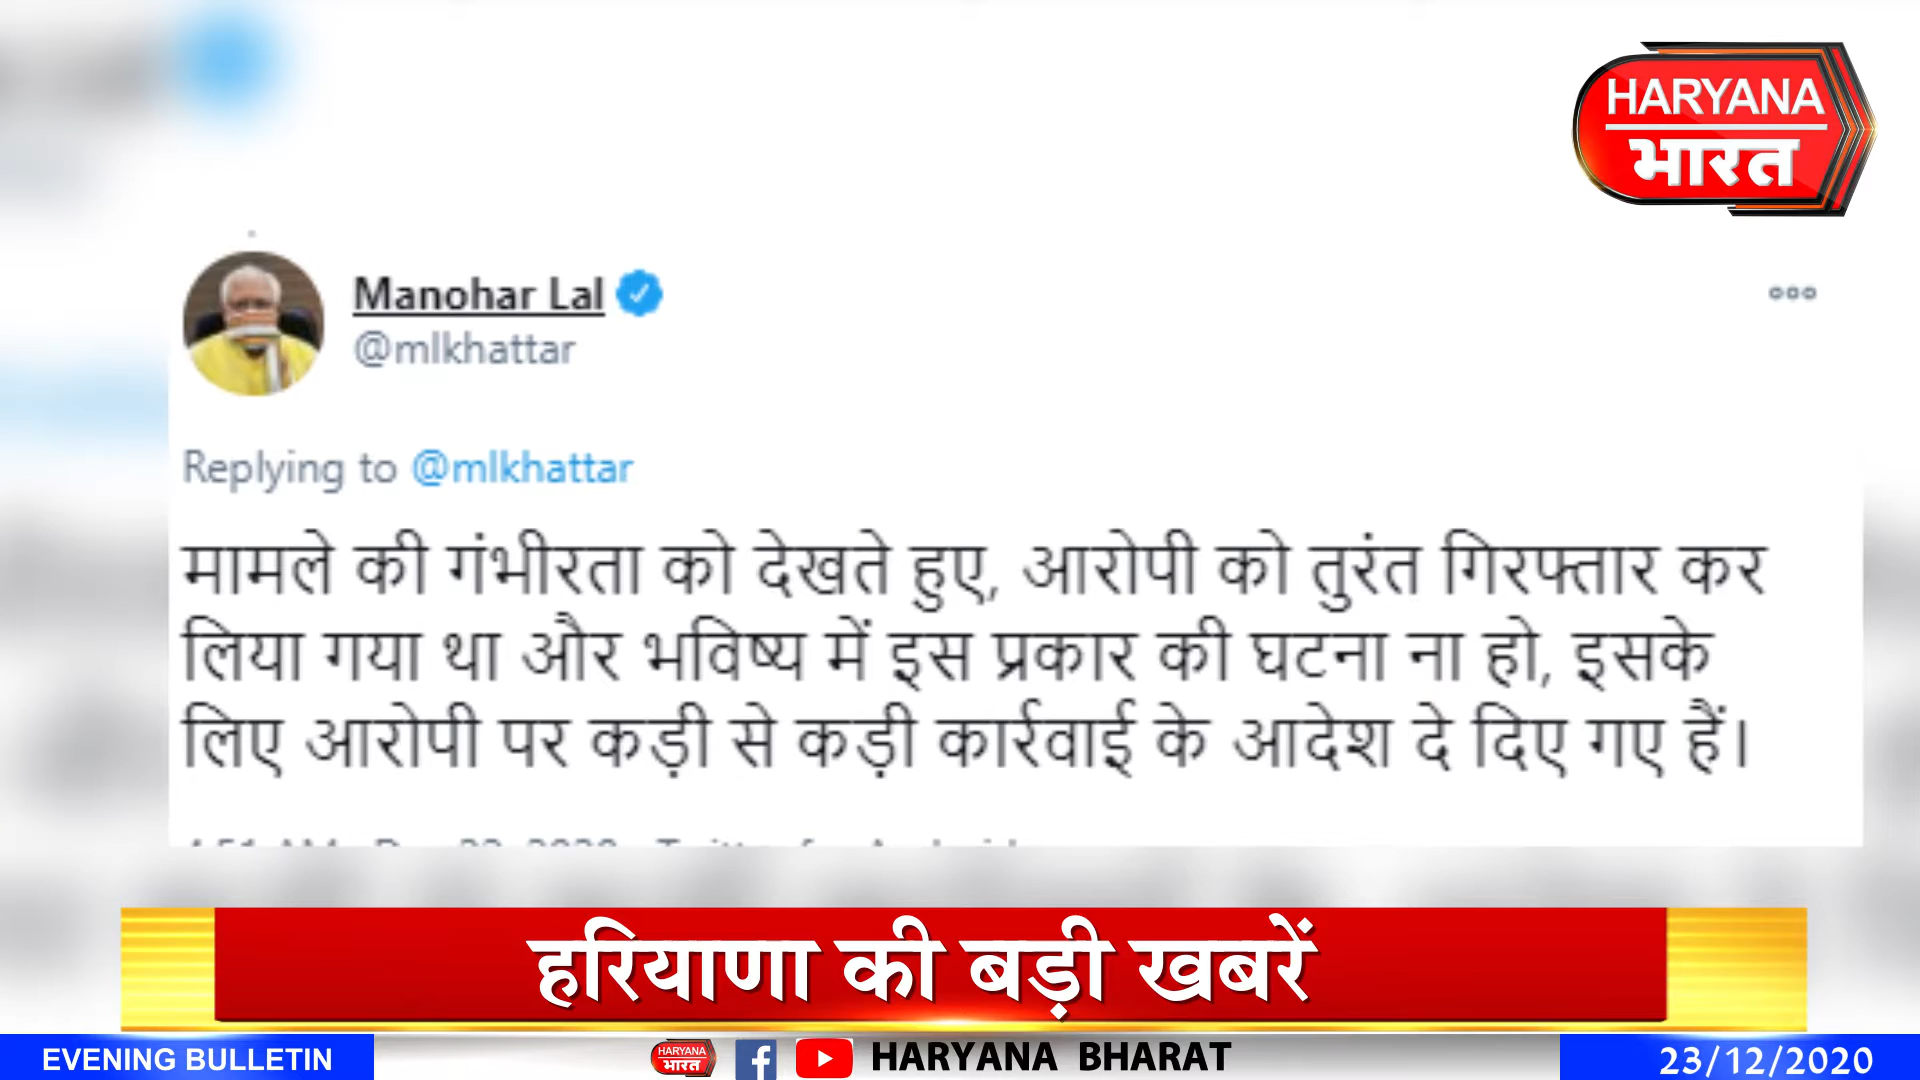 HARYANA
भारत
Manohar Lal
@mlkhattar
Replying to @mlkhattar
मामले की गंभीरता को देखते हुए, आरोपी को तुरंत गिरफ्तार कर
लिया गया था और भविष्य में इस प्रकार की घटना ना हो, इसके
लिए आरोपी पर कड़ी से कड़ी कार्रवाई के आदेश दे दिए गए हैं।
हरियाणा की बड़ी खबरें
EVENING BULLETIN
HARYANA
भारत
HARYANA BHARAT
23/12/2020